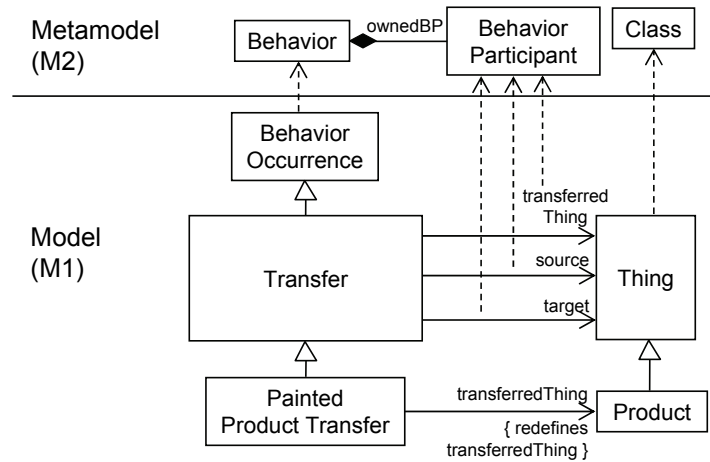 Metamodel
(M2)
Behavior
ownedBP
Behavior
Participant
Class
Behavior
Occurrence
Model
(M1)
Transfer
transferred
Thing
source
target
Thing
Painted
Product Transfer
transferredThing
{ redefines
transferredThing }
Product